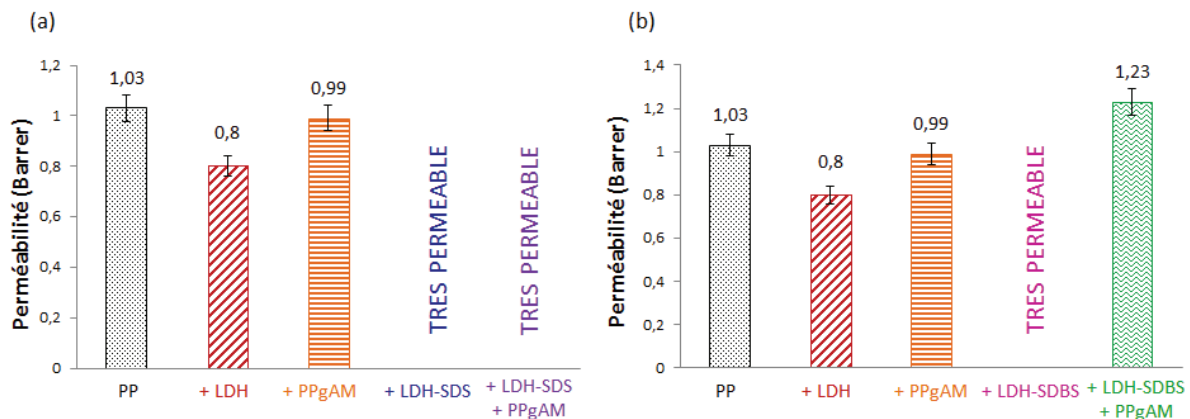 (a)
Perméabilité (Barrer)
1,2
1
0,8
0,6
0,4
0,2
0
1,03
0,8
0,99
TRES PERMEABLE
TRES PERMEABLE
PP
+ LDH
+ PPgAM
+ LDH-SDS
+ LDH-SDS
+ PPgAM
(b)
Perméabilité (Barrer)
1,4
1,2
1
0,8
0,6
0,4
0,2
0
1,03
0,8
0,99
TRES PERMEABLE
1,23
PP
+ LDH
+ PPgAM
+ LDH-SDBS
+ LDH-SDBS
+ PPgAM